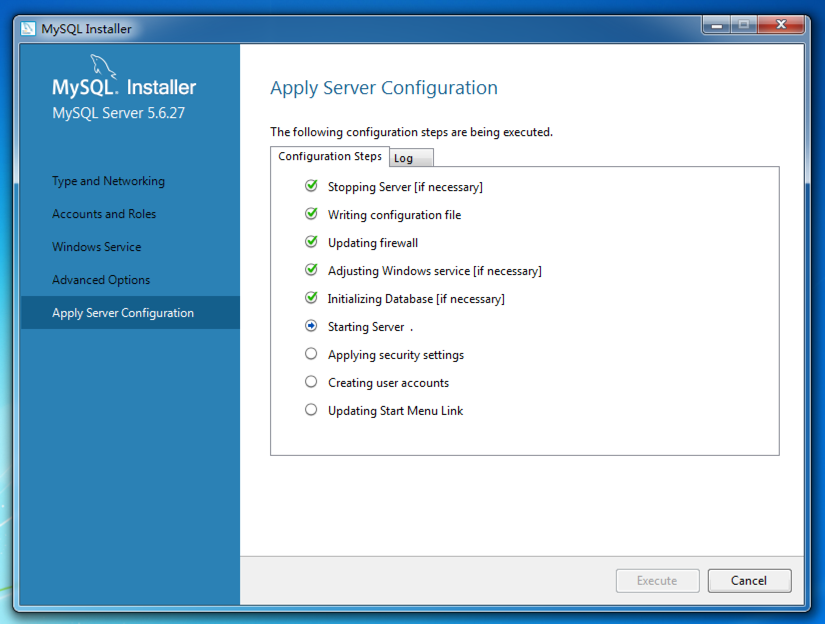 MySQL Installer
MySQL. Installer
MySQL Server 5.6.27
Type and Networking
Accounts and Roles
Windows Service
Advanced Options
Apply Server Configuration
Apply Server Configuration
The following configuration steps are being executed.
Configuration Steps Log
Stopping Server [if necessary]
Writing configuration file
Updating firewall
Adjusting Windows service [if necessary]
Initializing Database [if necessary]
Starting Server .
Applying security settings
Creating user accounts
Updating Start Menu Link
Execute Cancel